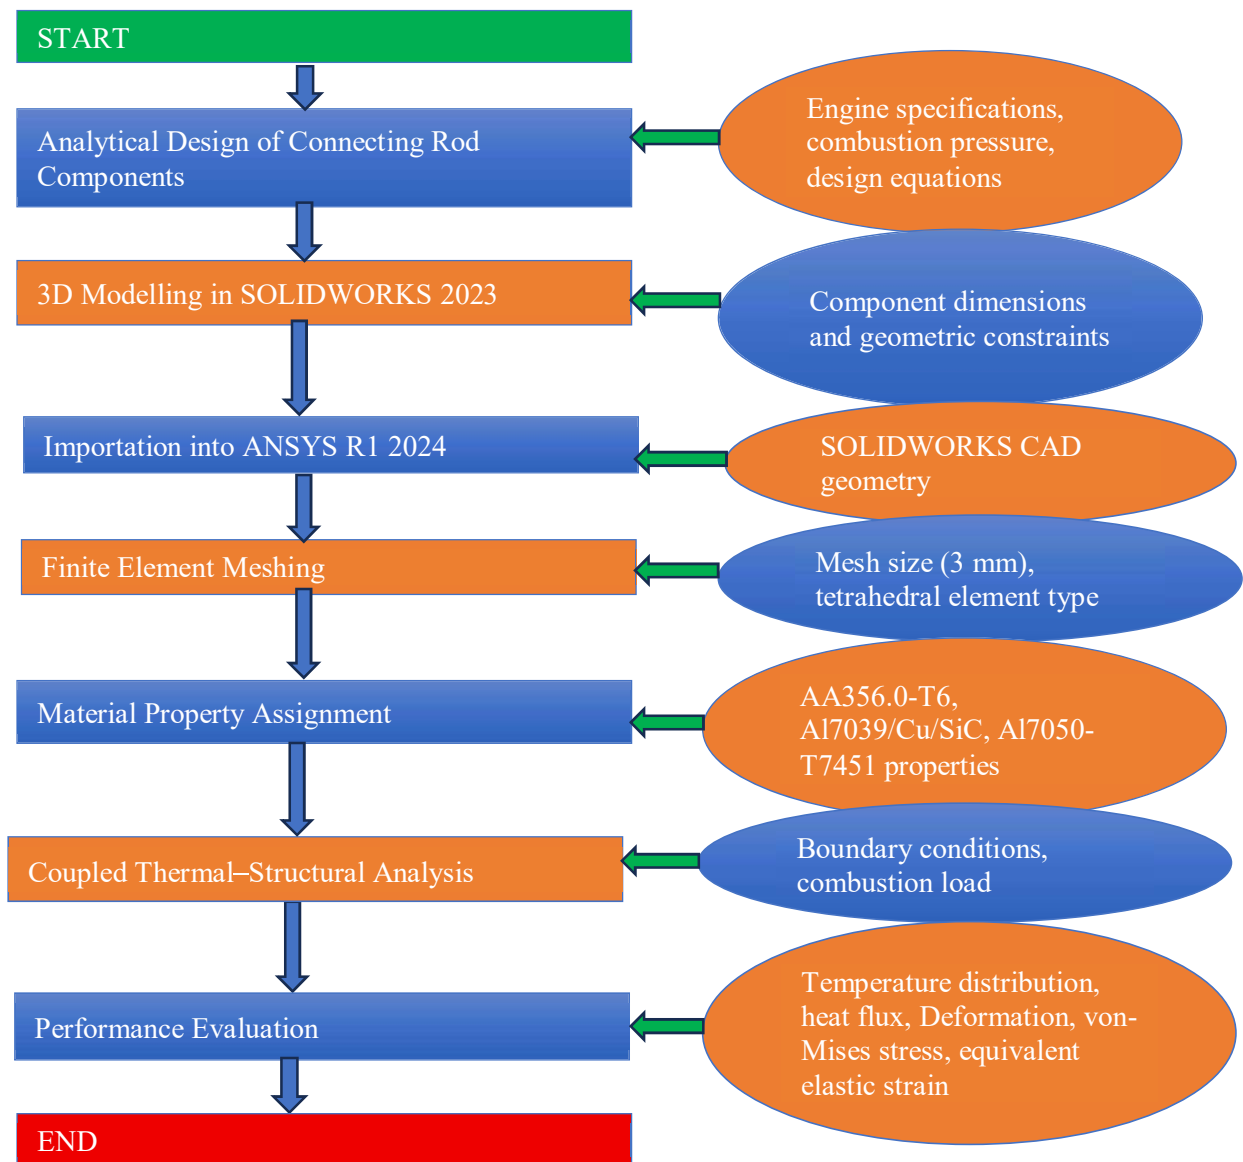 START
Analytical Design of Connecting Rod
Components
Engine specifications,
combustion pressure,
design equations
3D Modelling in SOLIDWORKS 2023
Component dimensions
and geometric constraints
Importation into ANSYS R1 2024
SOLIDWORKS CAD
geometry
Finite Element Meshing
Mesh size (3 mm),
tetrahedral element type
Material Property Assignment
AA356.0-T6,
Al7039/Cu/SiC, Al7050-
T7451 properties
Coupled Thermal–Structural Analysis
Boundary conditions,
combustion load
Performance Evaluation
Temperature distribution,
heat flux, Deformation, von-
Mises stress, equivalent
elastic strain
END